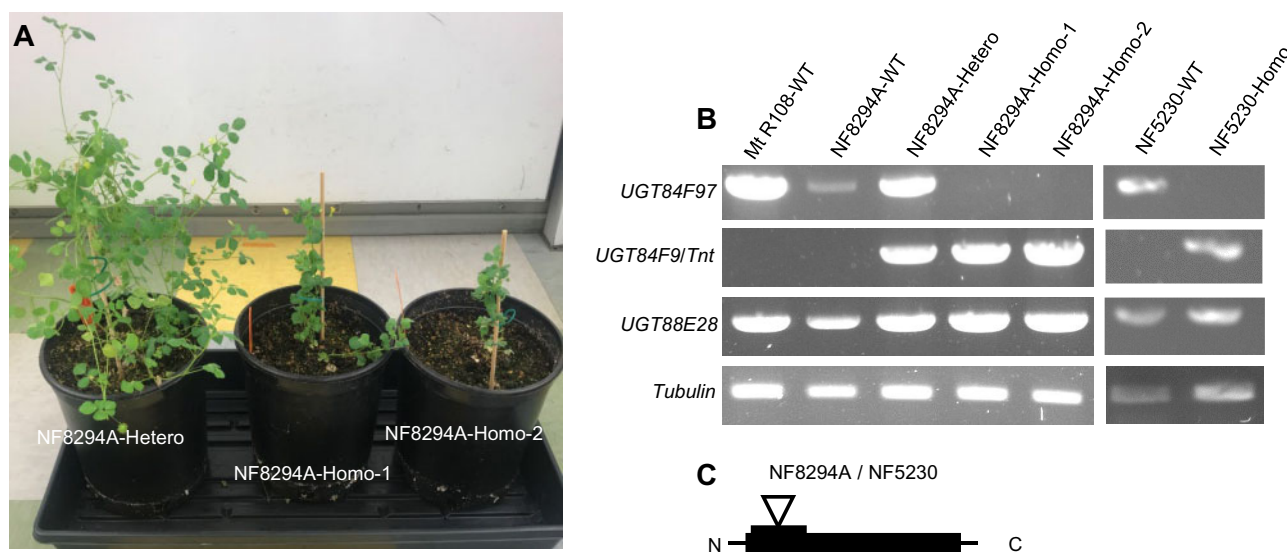 A
NF8294A-Hetero
NF8294A-Homo-1
NF8294A-Homo-2
B
Mt R108-WT
NF8294A-WT
NF8294A-Hetero
NF8294A-Homo-1
NF8294A-Homo-2
NF5230-WT
NF5230-Homo
UGT84F97
UGT84F9/Tnt
UGT88E28
Tubulin
C
NF8294A / NF5230
N
C